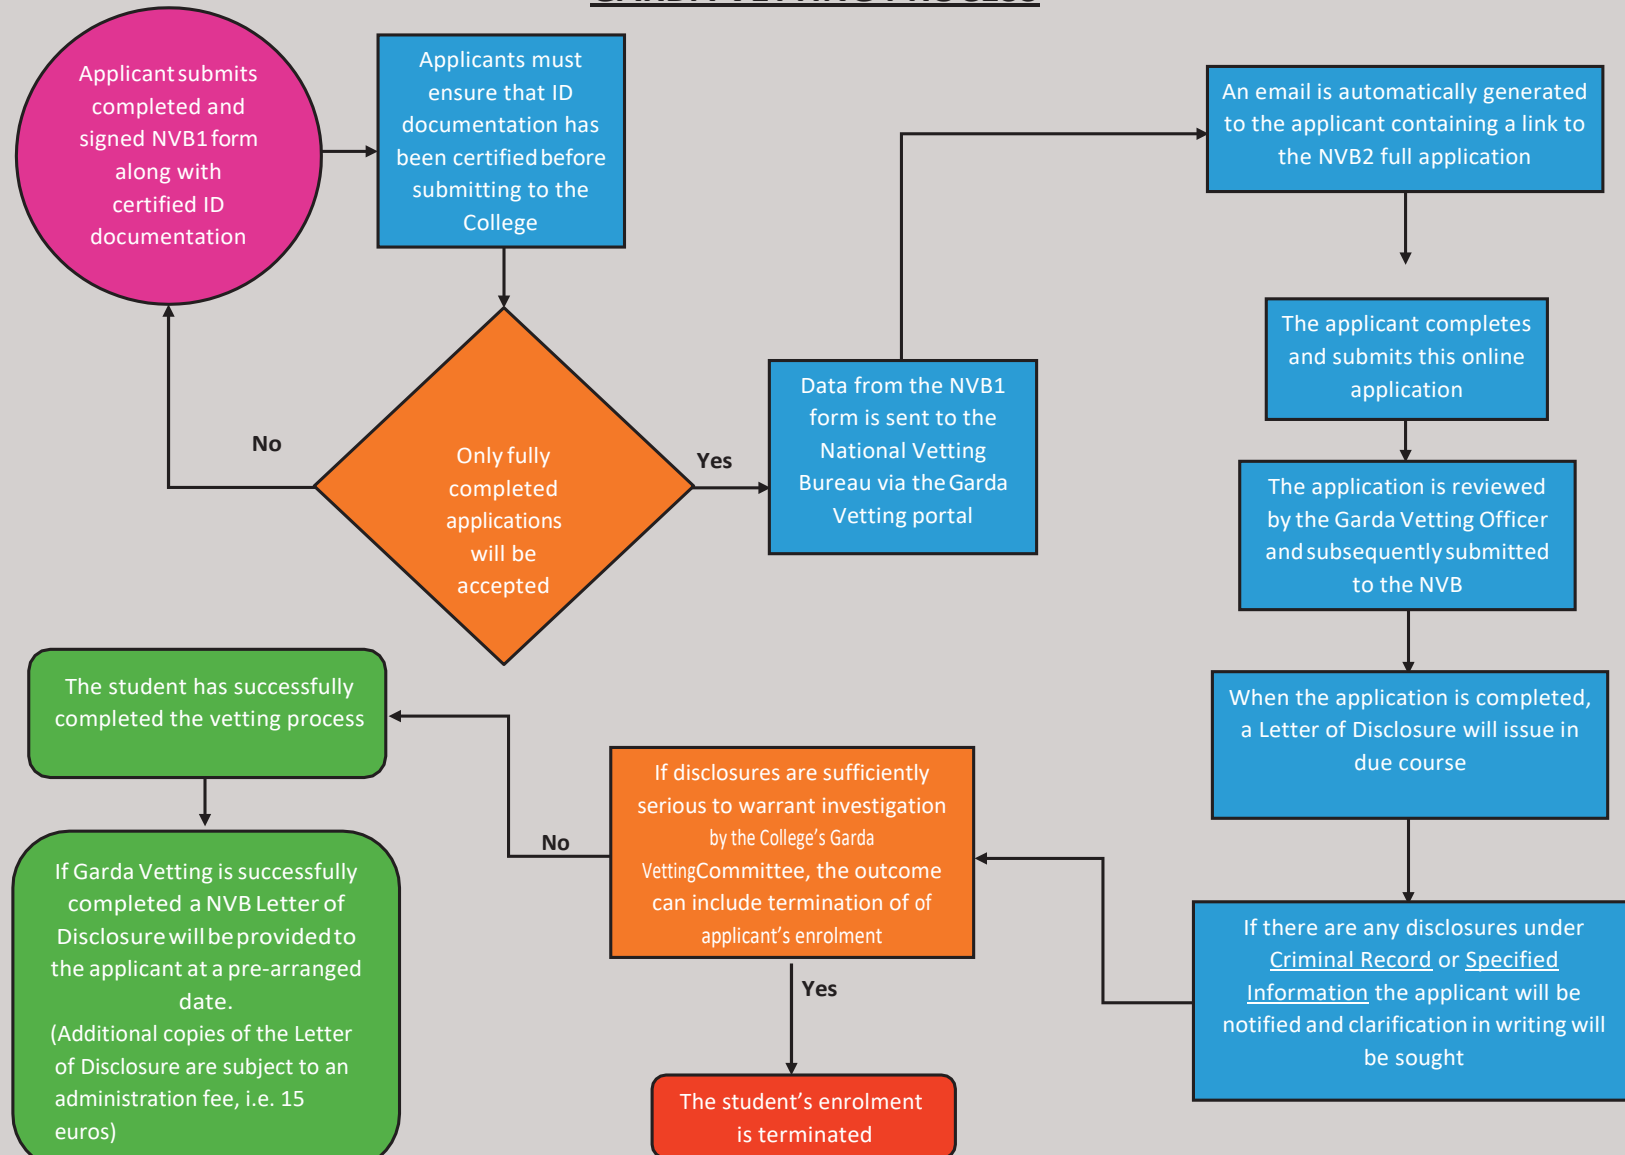 GARDA VETTING PROCESS
Applicant submits
completed and
signed NVB1 form
along with
certified ID
documentation
Applicants must
ensure that ID
documentation has
been certified before
submitting to the
College
No
Only fully
completed
applications
will be
accepted
Yes
Data from the NVB1
form is sent to the
National Vetting
Bureau via the Garda
Vetting portal
An email is automatically generated
to the applicant containing a link to
the NVB2 full application
The applicant completes
and submits this online
application
The application is reviewed
by the Garda Vetting Officer
and subsequently submitted
to the NVB
When the application is completed,
a Letter of Disclosure will issue in
due course
If there are any disclosures under
Criminal Record or Specified
Information the applicant will be
notified and clarification in writing will
be sought
If disclosures are sufficiently
serious to warrant investigation
by the College’s Garda
VettingCommittee, the outcome
can include termination of of
applicant’s enrolment
No
Yes
The student has successfully
completed the vetting process
If Garda Vetting is successfully
completed a NVB Letter of
Disclosure will be provided to
the applicant at a pre-arranged
date.
(Additional copies of the Letter
of Disclosure are subject to an
administration fee, i.e. 15
euros)
The student’s enrolment
is terminated